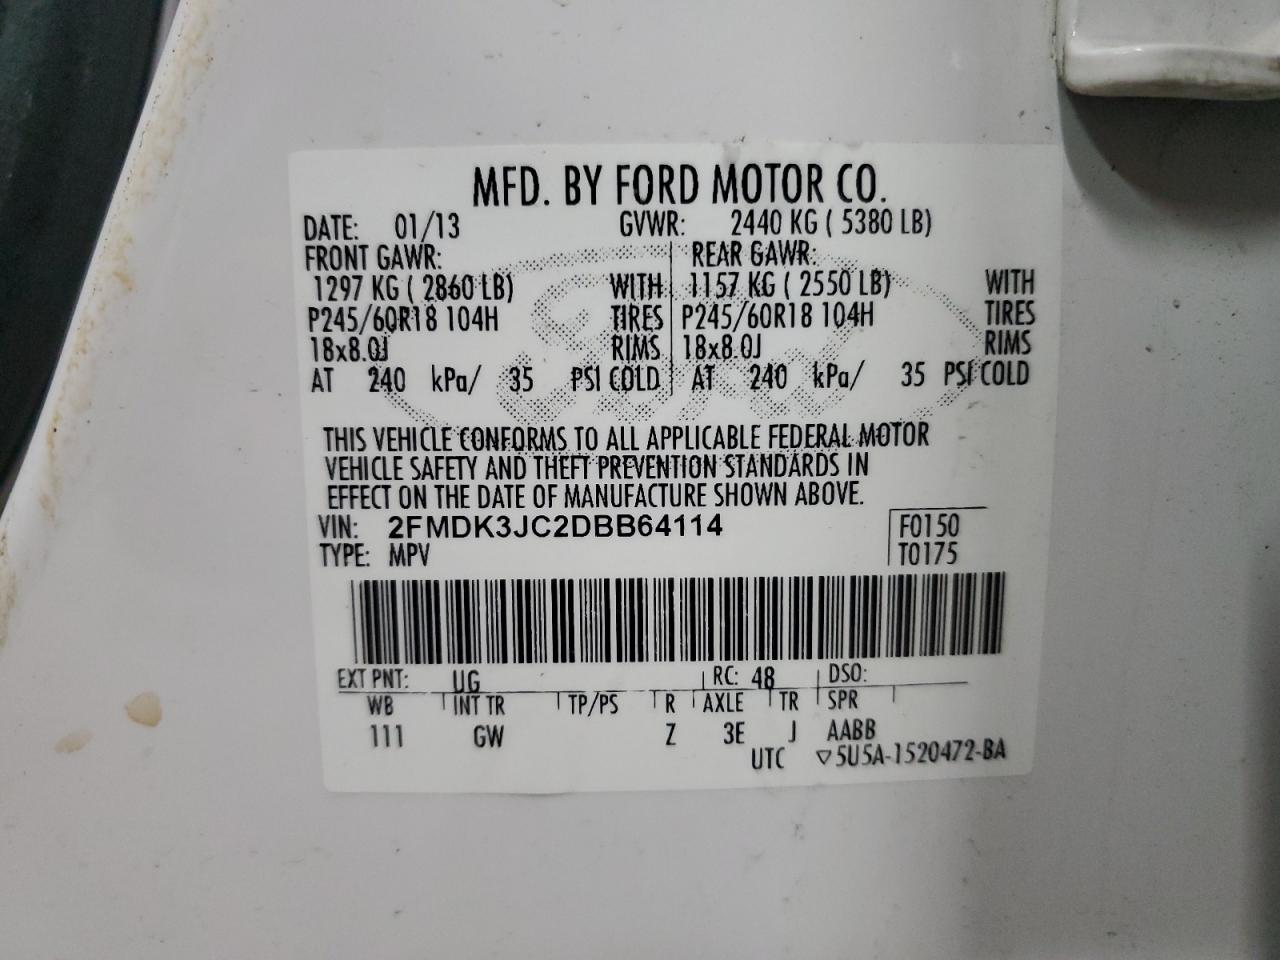 MFD. BY FORD MOTOR CO.
DATE: 01/13 GVWR: 2440 KG ( 5380 LB)
FRONT GAWR: REAR GAWR:
1297 KG ( 2860 LB) WITH 1157 KG ( 2550 LB) WITH
P245/60R18 104H TIRES P245/60R18 104H TIRES
18x8.0J RIMS 18x8.0J RIMS
AT 240 kPa/ 35 PSI COLD AT 240 kPa/ 35 PSI COLD
Ford
THIS VEHICLE CONFORMS TO ALL APPLICABLE FEDERAL MOTOR
VEHICLE SAFETY AND THEFT PREVENTION STANDARDS IN
EFFECT ON THE DATE OF MANUFACTURE SHOWN ABOVE.
VIN: 2FMDK3JC2DBB64114 F0150
TYPE: MPV T0175
EXT PNT: UG RC: 48 DSO:
WB INT TR TP/PS R AXLE TR SPR
111 GW Z 3E J AABB
UTC ▽5U5A-1520472-BA